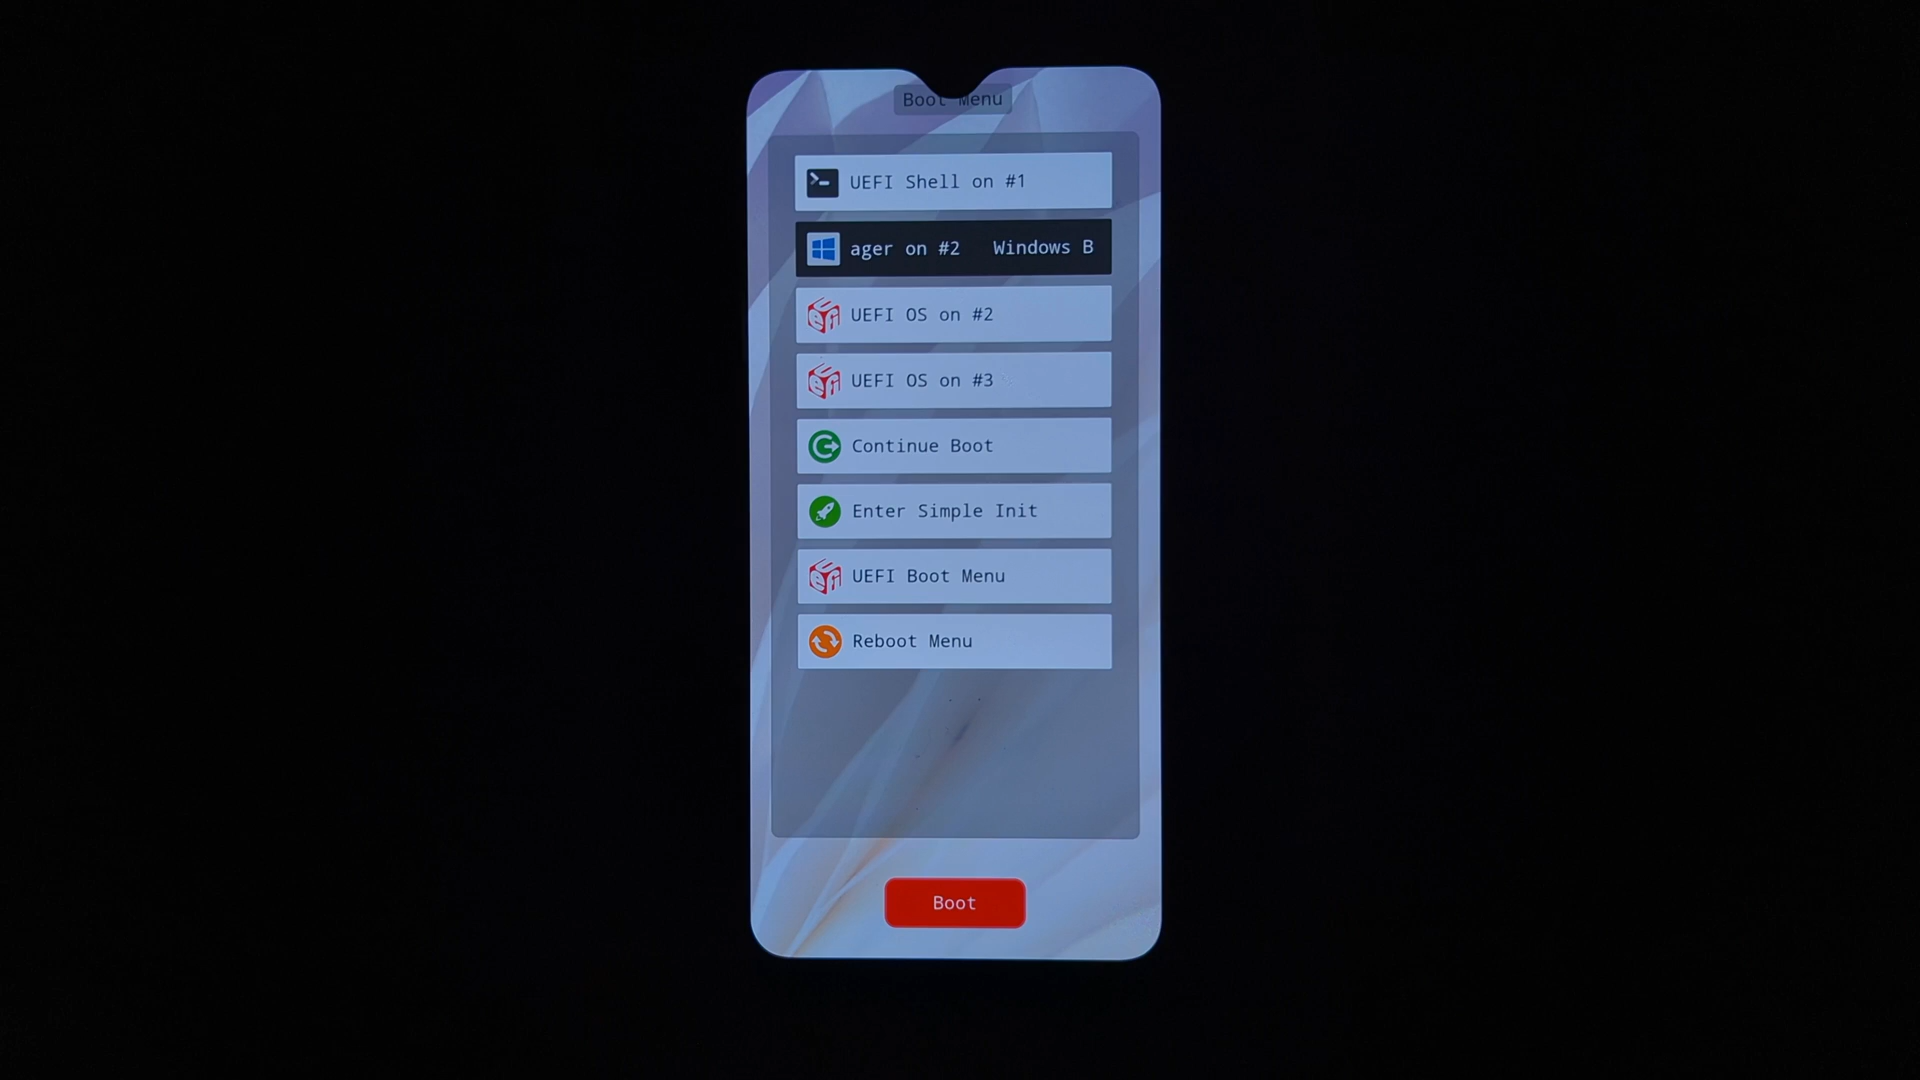 Boot Menu
UEFI Shell on #1
ager on #2 Windows B
UEFI OS on #2
UEFI OS on #3
Continue Boot
Enter Simple Init
UEFI Boot Menu
Reboot Menu
Boot